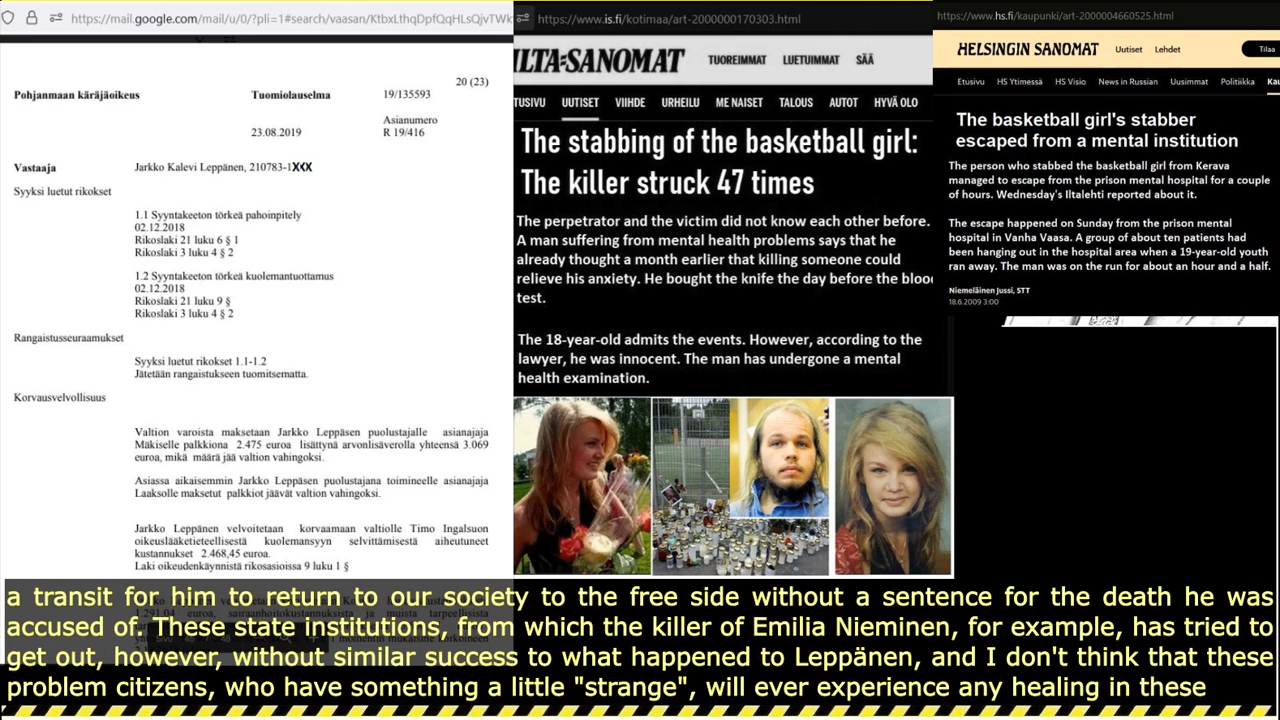 https://mail.google.com/mail/u/0/?pli=1#search/vaasan/KtbxLthqDpfQqHLsQjvTWk
20 (23)
Pohjanmaan käräjäoikeus Tuomiolauselma 19/135593
Asianumero
23.08.2019 R 19/416
Vastaaja Jarkko Kalevi Leppänen, 210783-1XXX
Syyksi luetut rikokset
1.1 Syyntakeeton törkeä pahoinpitely
02.12.2018
Rikoslaki 21 luku 6 § 1
Rikoslaki 3 luku 4 § 2
1.2 Syyntakeeton törkeä kuolemantuottamus
02.12.2018
Rikoslaki 21 luku 9 §
Rikoslaki 3 luku 4 § 2
Rangaistusseuraamukset
Syyksi luetut rikokset 1.1-1.2
Jätetään rangaistukseen tuomitsematta.
Korvausvelvollisuus
Valtion varoista maksetaan Jarkko Leppäsen puolustajalle asianajaja
Mäkiselle palkkiona 2.475 euroa lisättynä arvonlisäverolla yhteensä 3.069
euroa, mikä määrä jää valtion vahingoksi.
Asiassa aikaisemmin Jarkko Leppäsen puolustajana toimineelle asianajaja
Laaksolle maksetut palkkiot jäävät valtion vahingoksi.
Jarkko Leppänen velvoitetaan korvaamaan valtiolle Timo Ingalsuon
oikeuslääketieteellisestä kuolemansyyn selvittämisestä aiheutuneet
kustannukset 2.468,45 euroa.
Laki oikeudenkäynnistä rikosasioissa 9 luku 1 §
https://www.is.fi/kotimaa/art-2000000170303.html
ILTA-SANOMAT TUOREIMMAT LUETUIMMAT SÄÄ
TUSIVU UUTISET VIIHDE URHEILU ME NAISET TALOUS AUTOT HYVÄ OLO
The stabbing of the basketball girl:
The killer struck 47 times
The perpetrator and the victim did not know each other before.
A man suffering from mental health problems says that he
already thought a month earlier that killing someone could
relieve his anxiety. He bought the knife the day before the bloo
test.
The 18-year-old admits the events. However, according to the
lawyer, he was innocent. The man has undergone a mental
health examination.
https://www.hs.fi/kaupunki/art-2000004660525.html
HELSINGIN SANOMAT Uutiset Lehdet Tilaa
Etusivu HS Ytimessä HS Visio News in Russian Uusimmat Politiikka Kau
The basketball girl's stabber
escaped from a mental institution
The person who stabbed the basketball girl from Kerava
managed to escape from the prison mental hospital for a couple
of hours. Wednesday's Iltalehti reported about it.
The escape happened on Sunday from the prison mental
hospital in Vanha Vaasa. A group of about ten patients had
been hanging out in the hospital area when a 19-year-old youth
ran away. The man was on the run for about an hour and a half.
Niemeläinen Jussi, STT
18.6.2009 3:00
a transit for him to return to our society to the free side without a sentence for the death he was
accused of. These state institutions, from which the killer of Emilia Nieminen, for example, has tried to
get out, however, without similar success to what happened to Leppänen, and I don't think that these
problem citizens, who have something a little "strange", will ever experience any healing in these